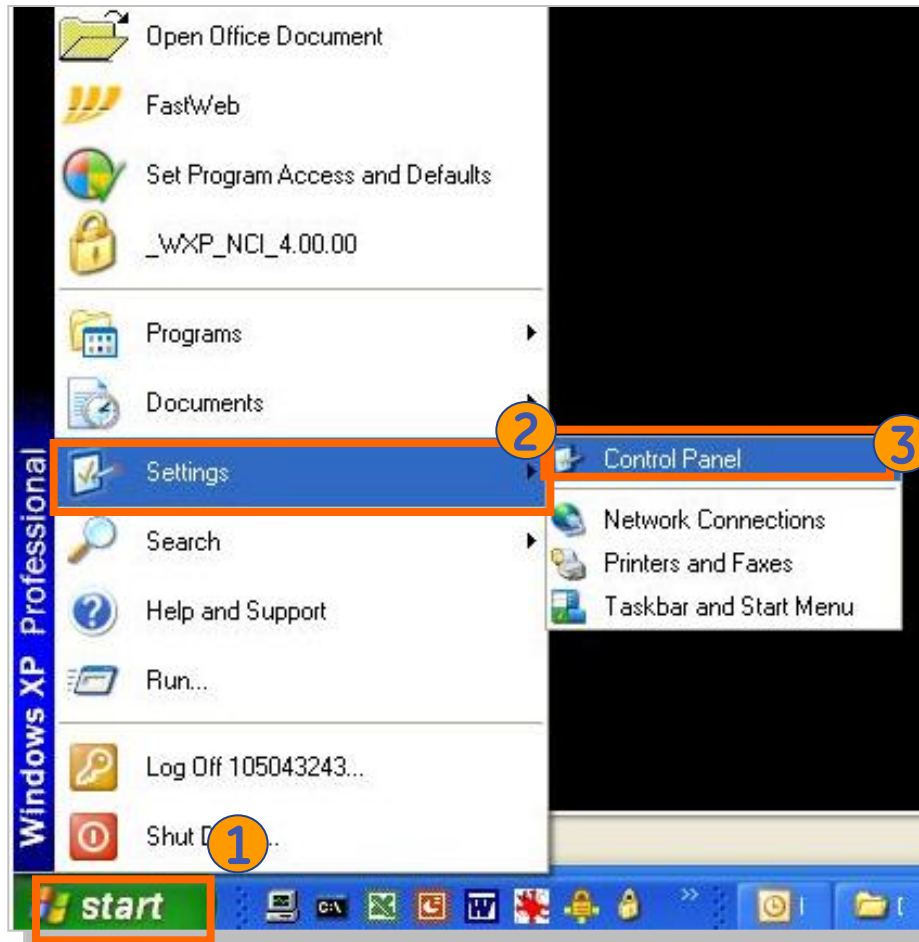 Open Office Document
FastWeb
Set Program Access and Defaults
_WXP_NCI_4.00.00
Programs
Documents
2
Settings
Control Panel
3
Network Connections
Printers and Faxes
Taskbar and Start Menu
Search
Help and Support
Run...
Log Off 105043243...
Shut
1
Windows XP Professional
start
C:\
W